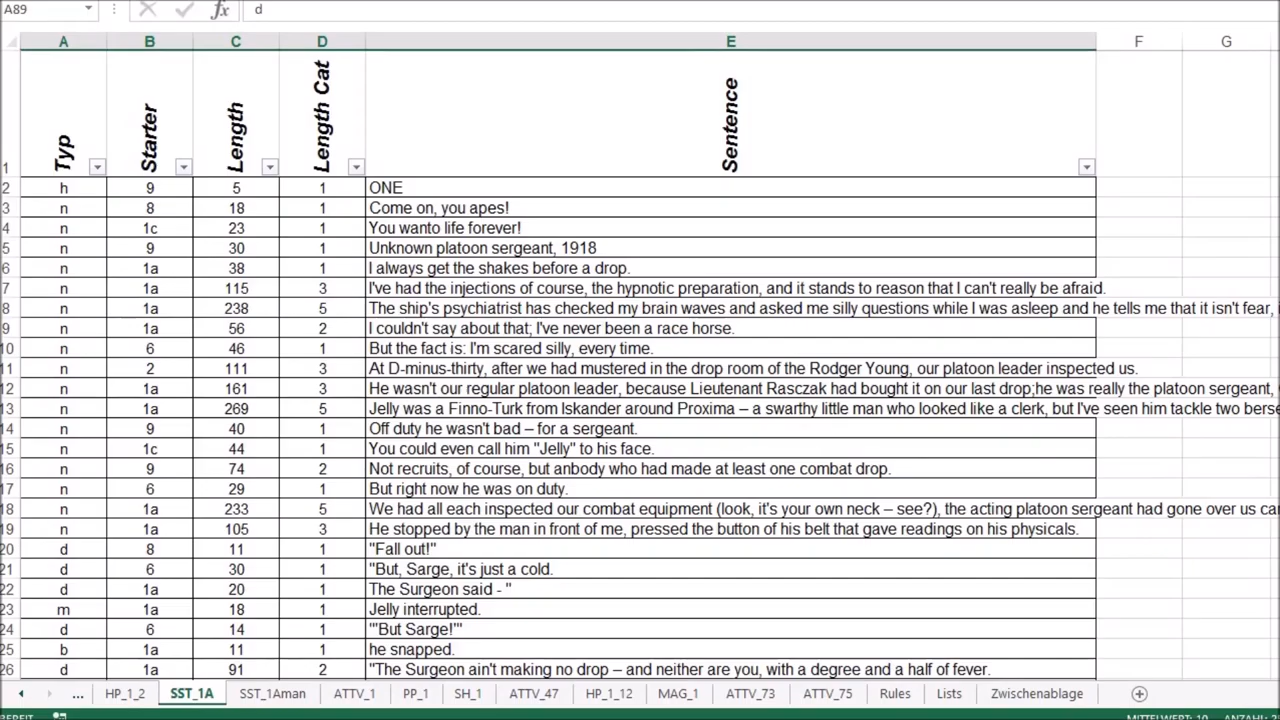 A89 fx d
A B C D E F G
1 Typ Starter Length Length Cat Sentence
2 h 9 5 1 ONE
3 n 8 18 1 Come on, you apes!
4 n 1c 23 1 You wanto life forever!
5 n 9 30 1 Unknown platoon sergeant, 1918
6 n 1a 38 1 I always get the shakes before a drop.
7 n 1a 115 3 I've had the injections of course, the hypnotic preparation, and it stands to reason that I can't really be afraid.
8 n 1a 238 5 The ship's psychiatrist has checked my brain waves and asked me silly questions while I was asleep and he tells me that it isn't fear,
9 n 1a 56 2 I couldn't say about that; I've never been a race horse.
10 n 6 46 1 But the fact is: I'm scared silly, every time.
11 n 2 111 3 At D-minus-thirty, after we had mustered in the drop room of the Rodger Young, our platoon leader inspected us.
12 n 1a 161 3 He wasn't our regular platoon leader, because Lieutenant Rasczak had bought it on our last drop;he was really the platoon sergeant,
13 n 1a 269 5 Jelly was a Finno-Turk from Iskander around Proxima – a swarthy little man who looked like a clerk, but I've seen him tackle two berse
14 n 9 40 1 Off duty he wasn't bad – for a sergeant.
15 n 1c 44 1 You could even call him "Jelly" to his face.
16 n 9 74 2 Not recruits, of course, but anbody who had made at least one combat drop.
17 n 6 29 1 But right now he was on duty.
18 n 1a 233 5 We had all each inspected our combat equipment (look, it's your own neck – see?), the acting platoon sergeant had gone over us car
19 n 1a 105 3 He stopped by the man in front of me, pressed the button of his belt that gave readings on his physicals.
20 d 8 11 1 "Fall out!"
21 d 6 30 1 "But, Sarge, it's just a cold.
22 d 1a 20 1 The Surgeon said - "
23 m 1a 18 1 Jelly interrupted.
24 d 6 14 1 "'But Sarge!'"
25 b 1a 11 1 he snapped.
26 d 1a 91 2 "The Surgeon ain't making no drop – and neither are you, with a degree and a half of fever.
... HP_1_2 SST_1A SST_1Aman ATTV_1 PP_1 SH_1 ATTV_47 HP_1_12 MAG_1 ATTV_73 ATTV_75 Rules Lists Zwischenablage
BEREIT MITTELWERT: 10 ANZAHL: